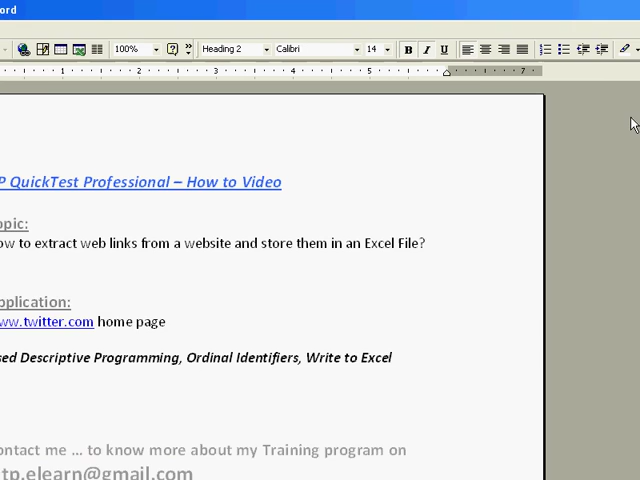 ord
100%
Heading 2
Calibri
14
B I U
1 2 3 4 5 7
P QuickTest Professional – How to Video
opic:
ow to extract web links from a website and store them in an Excel File?
pplication:
ww.twitter.com home page
sed Descriptive Programming, Ordinal Identifiers, Write to Excel
ontact me ... to know more about my Training program on
tp.elearn@gmail.com